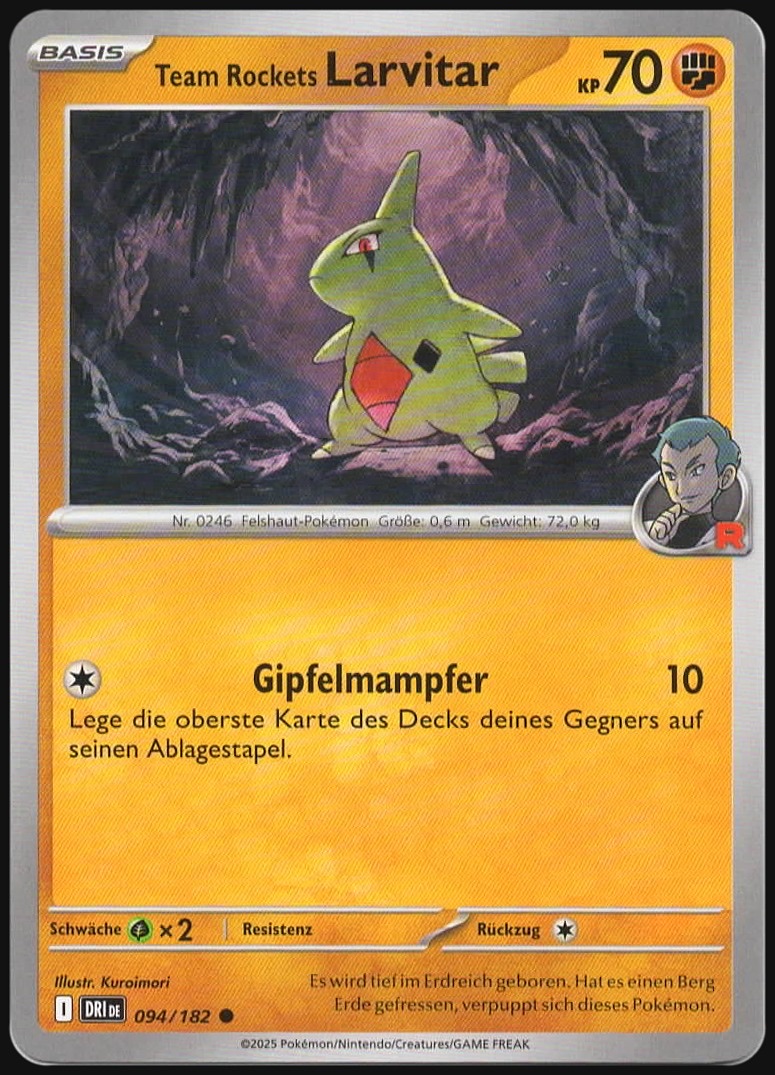 BASIS
Team Rockets Larvitar
KP 70
Nr. 0246 Felshaut-Pokémon Größe: 0,6 m Gewicht: 72,0 kg
R
Gipfelmampfer 10
Lege die oberste Karte des Decks deines Gegners auf
seinen Ablagestapel.
Schwäche ×2 Resistenz Rückzug
Illustr. Kuroimori
Es wird tief im Erdreich geboren. Hat es einen Berg
Erde gefressen, verpuppt sich dieses Pokémon.
I DRI DE 094/182
©2025 Pokémon/Nintendo/Creatures/GAME FREAK